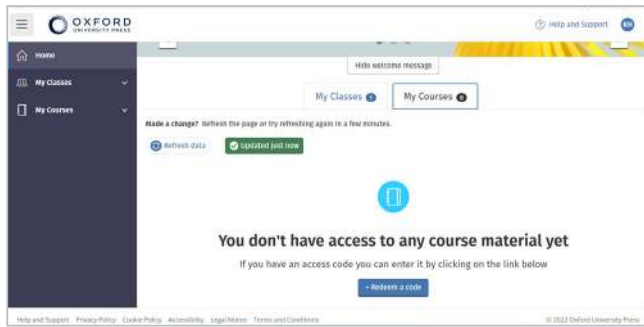 OXFORD
UNIVERSITY PRESS
Help and Support
KH
Home
My Classes
My Courses
Hide welcome message
My Classes 1
My Courses 0
Made a change? Refresh the page or try refreshing again in a few minutes.
Refresh data
Updated just now
You don't have access to any course material yet
If you have an access code you can enter it by clicking on the link below
+ Redeem a code
Help and Support Privacy Policy Cookie Policy Accessibility Legal Notice Terms and Conditions
© 2022 Oxford University Press